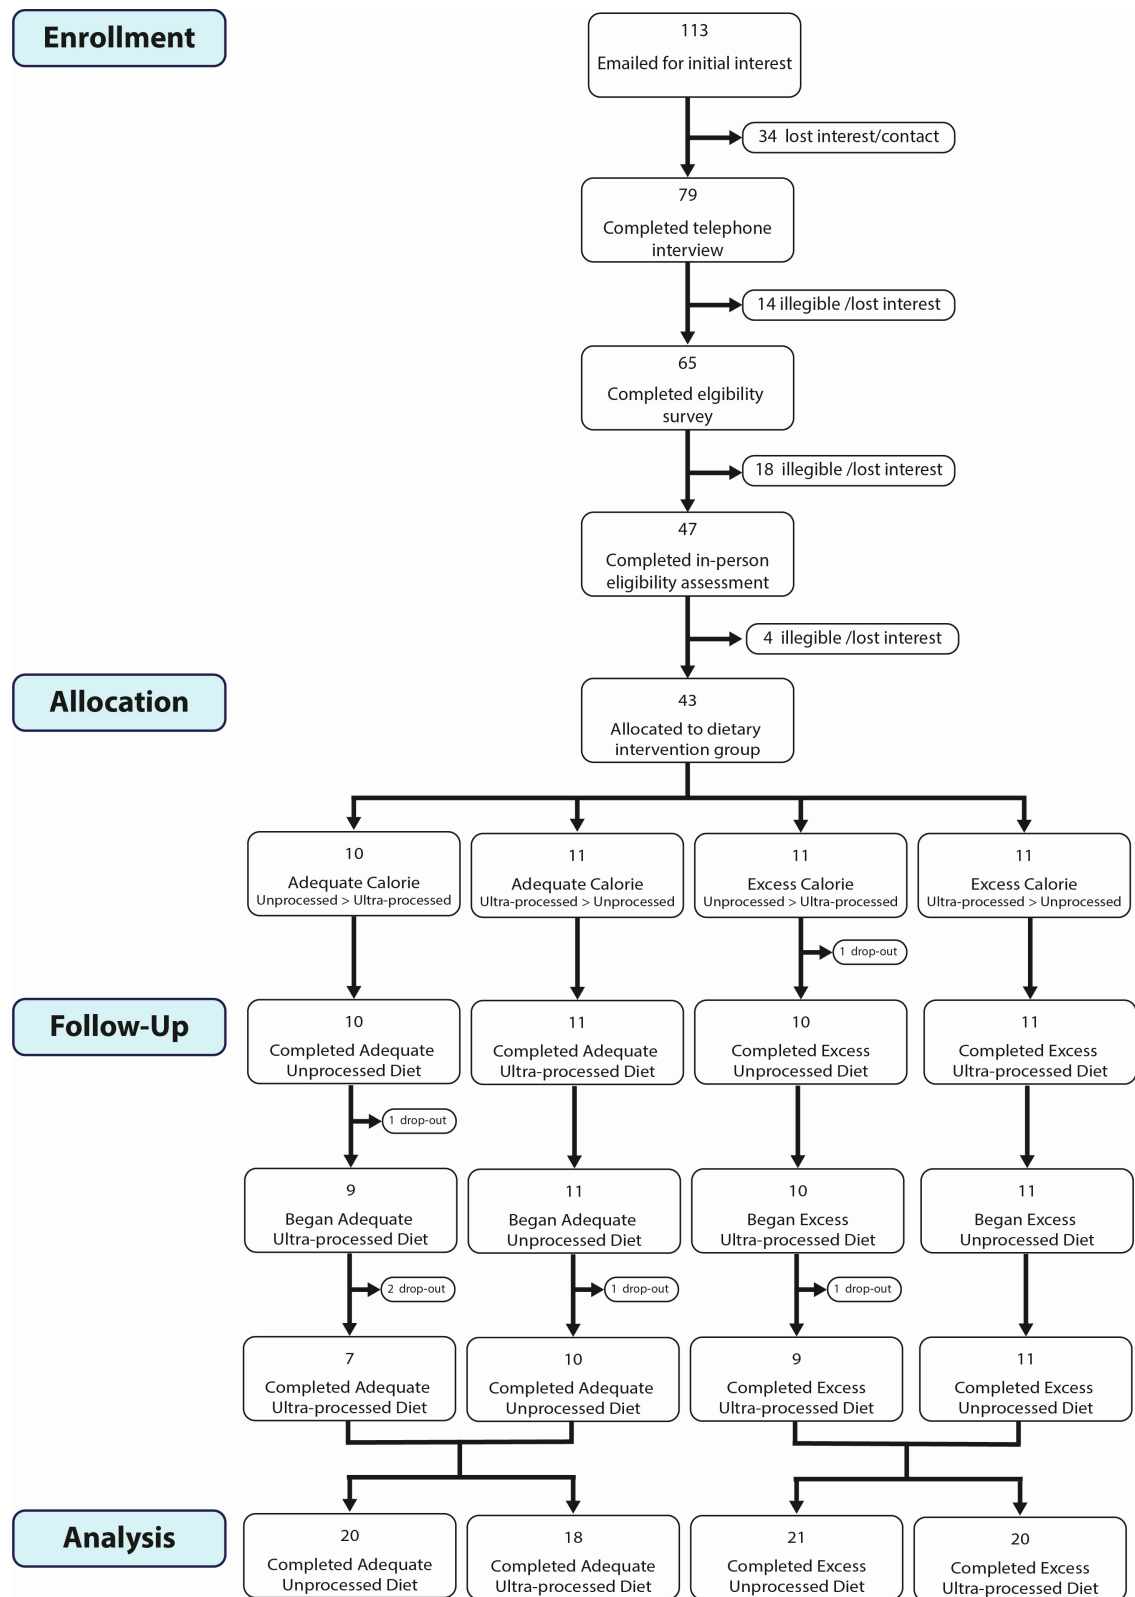 Enrollment
113
Emailed for initial interest
34 lost interest/contact
79
Completed telephone
interview
14 illegible /lost interest
65
Completed elgibility
survey
18 illegible /lost interest
47
Completed in-person
eligibility assessment
4 illegible /lost interest
Allocation
43
Allocated to dietary
intervention group
10
Adequate Calorie
Unprocessed > Ultra-processed
11
Adequate Calorie
Ultra-processed > Unprocessed
11
Excess Calorie
Unprocessed > Ultra-processed
11
Excess Calorie
Ultra-processed > Unprocessed
1 drop-out
Follow-Up
10
Completed Adequate
Unprocessed Diet
11
Completed Adequate
Ultra-processed Diet
10
Completed Excess
Unprocessed Diet
11
Completed Excess
Ultra-processed Diet
1 drop-out
9
Began Adequate
Ultra-processed Diet
11
Began Adequate
Unprocessed Diet
10
Began Excess
Ultra-processed Diet
11
Began Excess
Unprocessed Diet
2 drop-out
1 drop-out
1 drop-out
7
Completed Adequate
Ultra-processed Diet
10
Completed Adequate
Unprocessed Diet
9
Completed Excess
Ultra-processed Diet
11
Completed Excess
Unprocessed Diet
Analysis
20
Completed Adequate
Unprocessed Diet
18
Completed Adequate
Ultra-processed Diet
21
Completed Excess
Unprocessed Diet
20
Completed Excess
Ultra-processed Diet